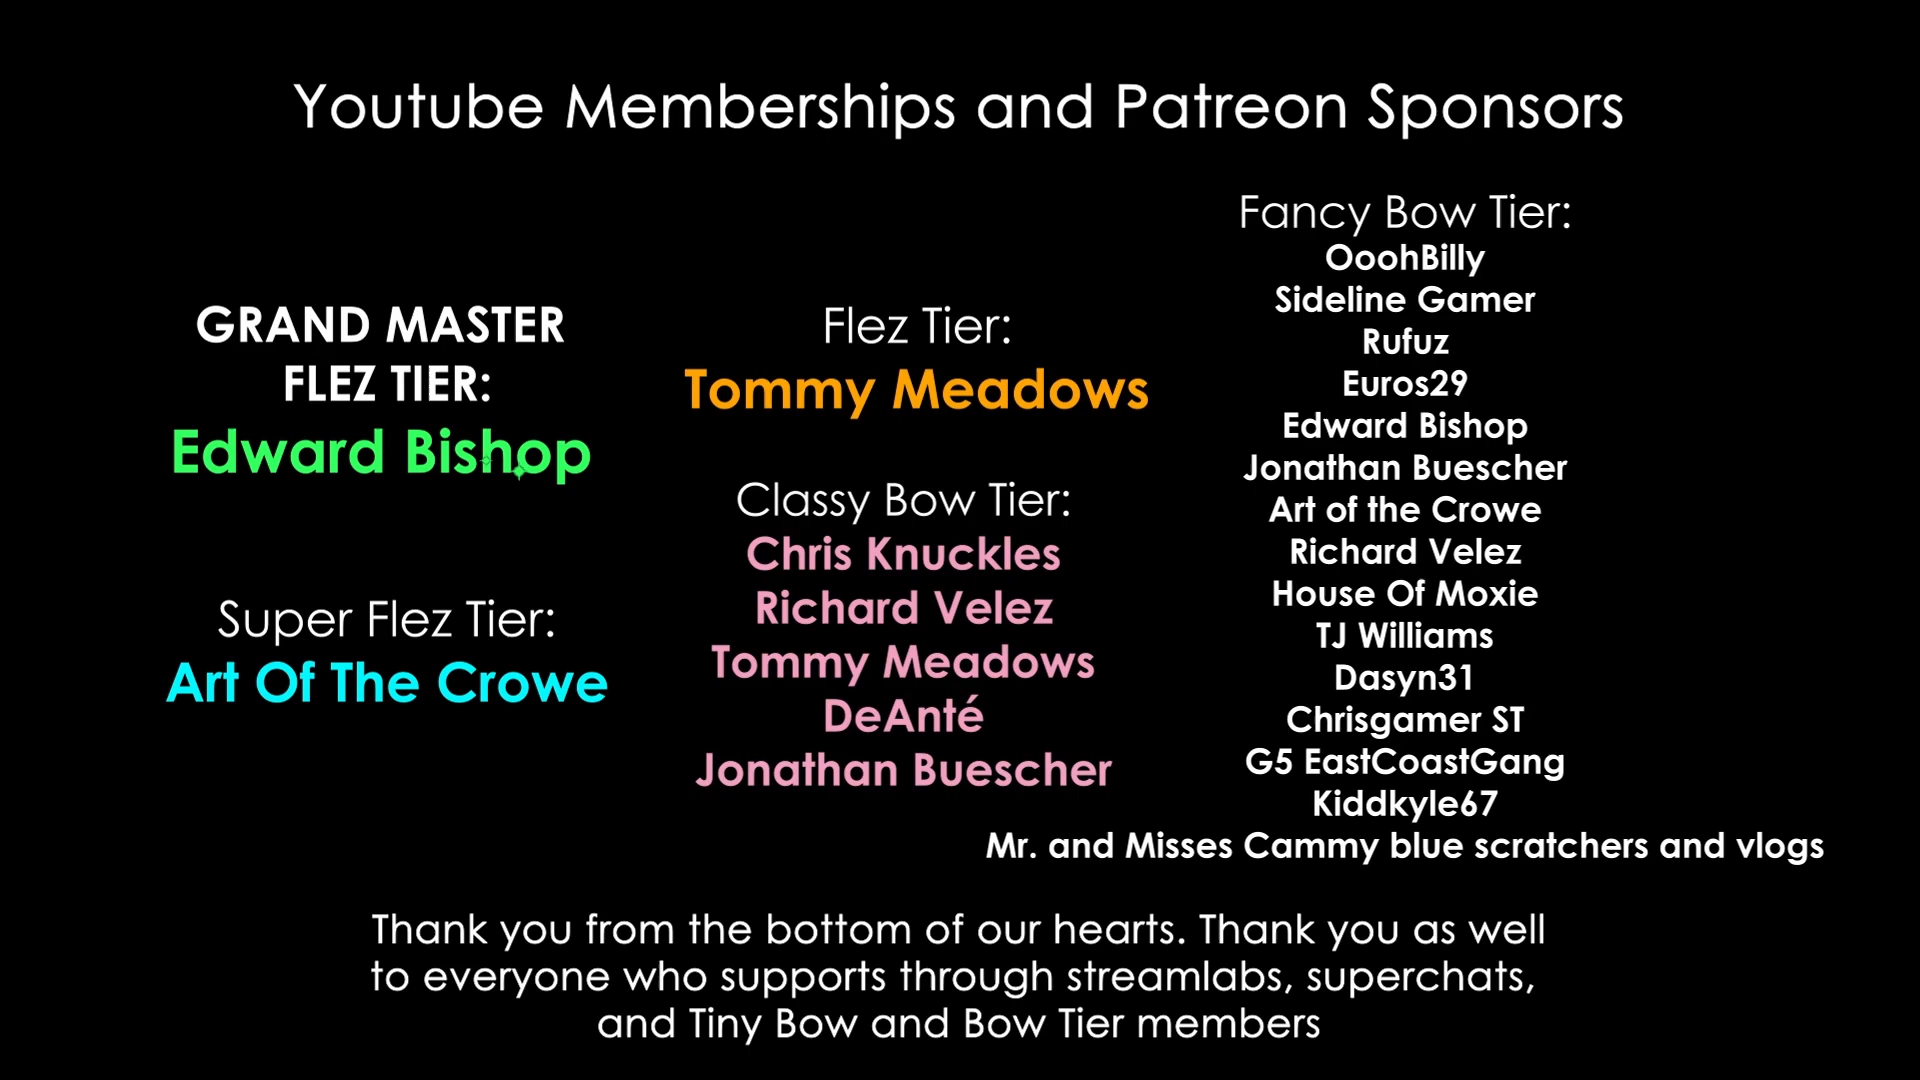 Youtube Memberships and Patreon Sponsors
GRAND MASTER
FLEZ TIER:
Edward Bishop
Super Flez Tier:
Art Of The Crowe
Flez Tier:
Tommy Meadows
Classy Bow Tier:
Chris Knuckles
Richard Velez
Tommy Meadows
DeAnté
Jonathan Buescher
Fancy Bow Tier:
OoohBilly
Sideline Gamer
Rufuz
Euros29
Edward Bishop
Jonathan Buescher
Art of the Crowe
Richard Velez
House Of Moxie
TJ Williams
Dasyn31
Chrisgamer ST
G5 EastCoastGang
Kiddkyle67
Mr. and Misses Cammy blue scratchers and vlogs
Thank you from the bottom of our hearts. Thank you as well
to everyone who supports through streamlabs, superchats,
and Tiny Bow and Bow Tier members